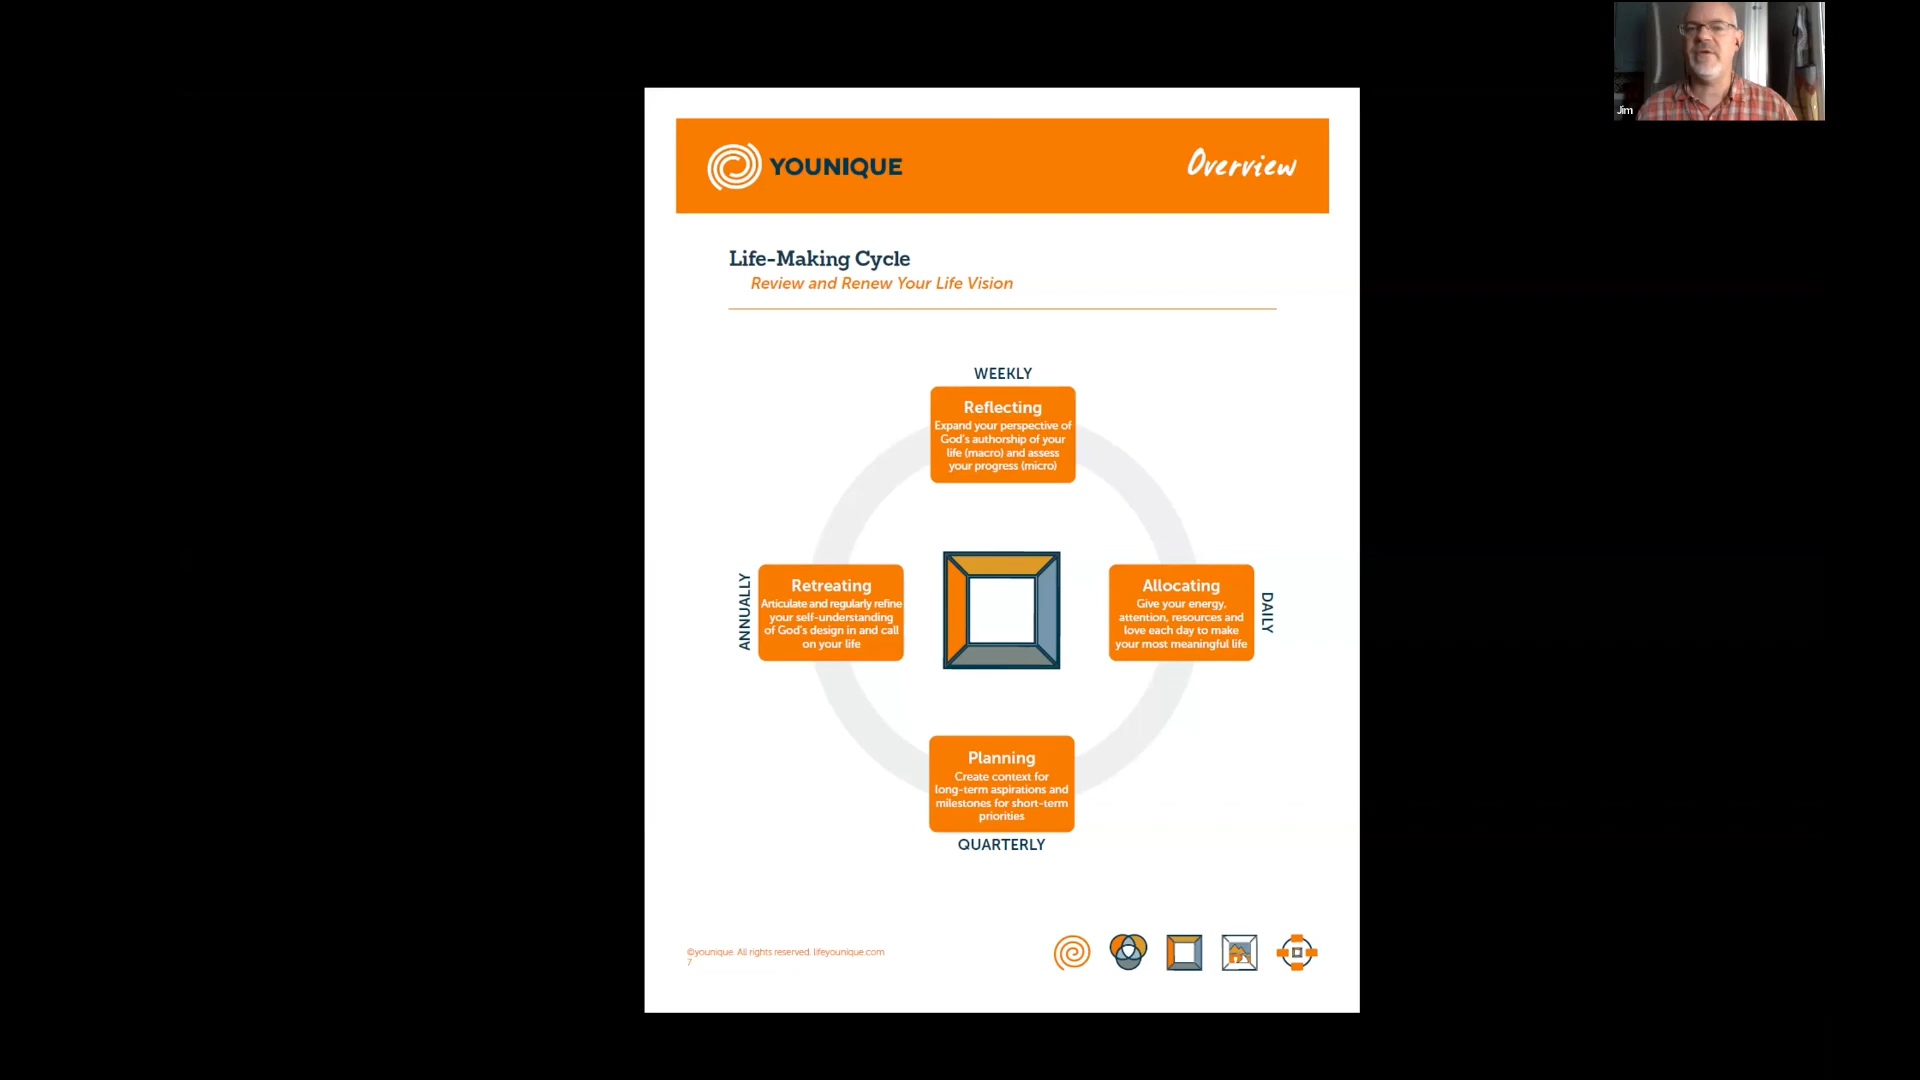 Jim
YOUNIQUE
Overview
Life-Making Cycle
Review and Renew Your Life Vision
WEEKLY
Reflecting
Expand your perspective of
God's authorship of your
life (macro) and assess
your progress (micro)
ANNUALLY
Retreating
Articulate and regularly refine
your self-understanding
of God's design in and call
on your life
Allocating
Give your energy,
attention, resources and
love each day to make
your most meaningful life
DAILY
Planning
Create context for
long-term aspirations and
milestones for short-term
priorities
QUARTERLY
©younique. All rights reserved. lifeyounique.com
7